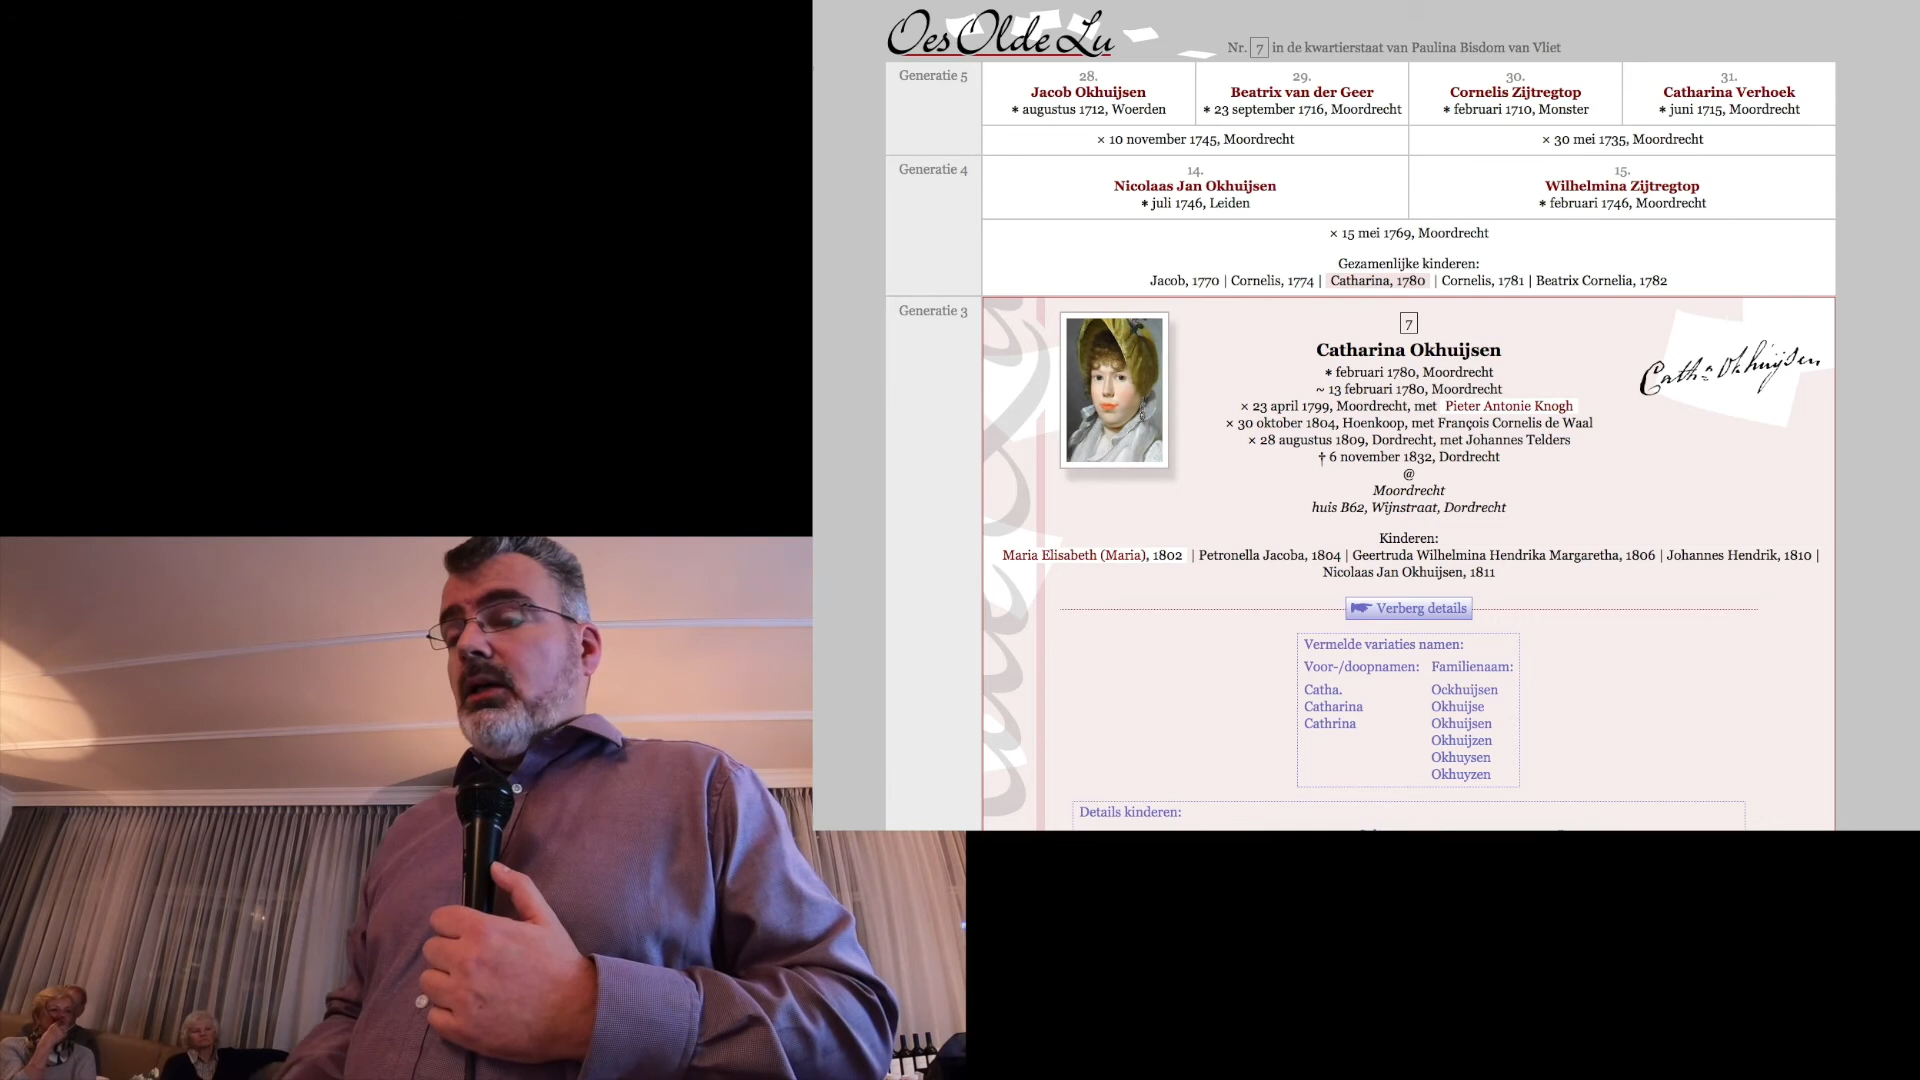 Oes Olde Lu
Nr. 7 in de kwartierstaat van Paulina Bisdom van Vliet
Generatie 5
28.
Jacob Okhuijsen
* augustus 1712, Woerden
29.
Beatrix van der Geer
* 23 september 1716, Moordrecht
30.
Cornelis Zijtregtop
* februari 1710, Monster
31.
Catharina Verhoek
* juni 1715, Moordrecht
× 10 november 1745, Moordrecht
× 30 mei 1735, Moordrecht
Generatie 4
14.
Nicolaas Jan Okhuijsen
* juli 1746, Leiden
15.
Wilhelmina Zijtregtop
* februari 1746, Moordrecht
× 15 mei 1769, Moordrecht
Gezamenlijke kinderen:
Jacob, 1770 | Cornelis, 1774 | Catharina, 1780 | Cornelis, 1781 | Beatrix Cornelia, 1782
Generatie 3
7
Catharina Okhuijsen
* februari 1780, Moordrecht
~ 13 februari 1780, Moordrecht
× 23 april 1799, Moordrecht, met Pieter Antonie Knogh
× 30 oktober 1804, Hoenkoop, met François Cornelis de Waal
× 28 augustus 1809, Dordrecht, met Johannes Telders
† 6 november 1832, Dordrecht
@
Moordrecht
huis B62, Wijnstraat, Dordrecht
Cathª Okhuijsen
Kinderen:
Maria Elisabeth (Maria), 1802 | Petronella Jacoba, 1804 | Geertruda Wilhelmina Hendrika Margaretha, 1806 | Johannes Hendrik, 1810 |
Nicolaas Jan Okhuijsen, 1811
Verberg details
Vermelde variaties namen:
Voor-/doopnamen: Familienaam:
Catha. Ockhuijsen
Catharina Okhuijse
Cathrina Okhuijsen
Okhuijzen
Okhuysen
Okhuyzen
Details kinderen: